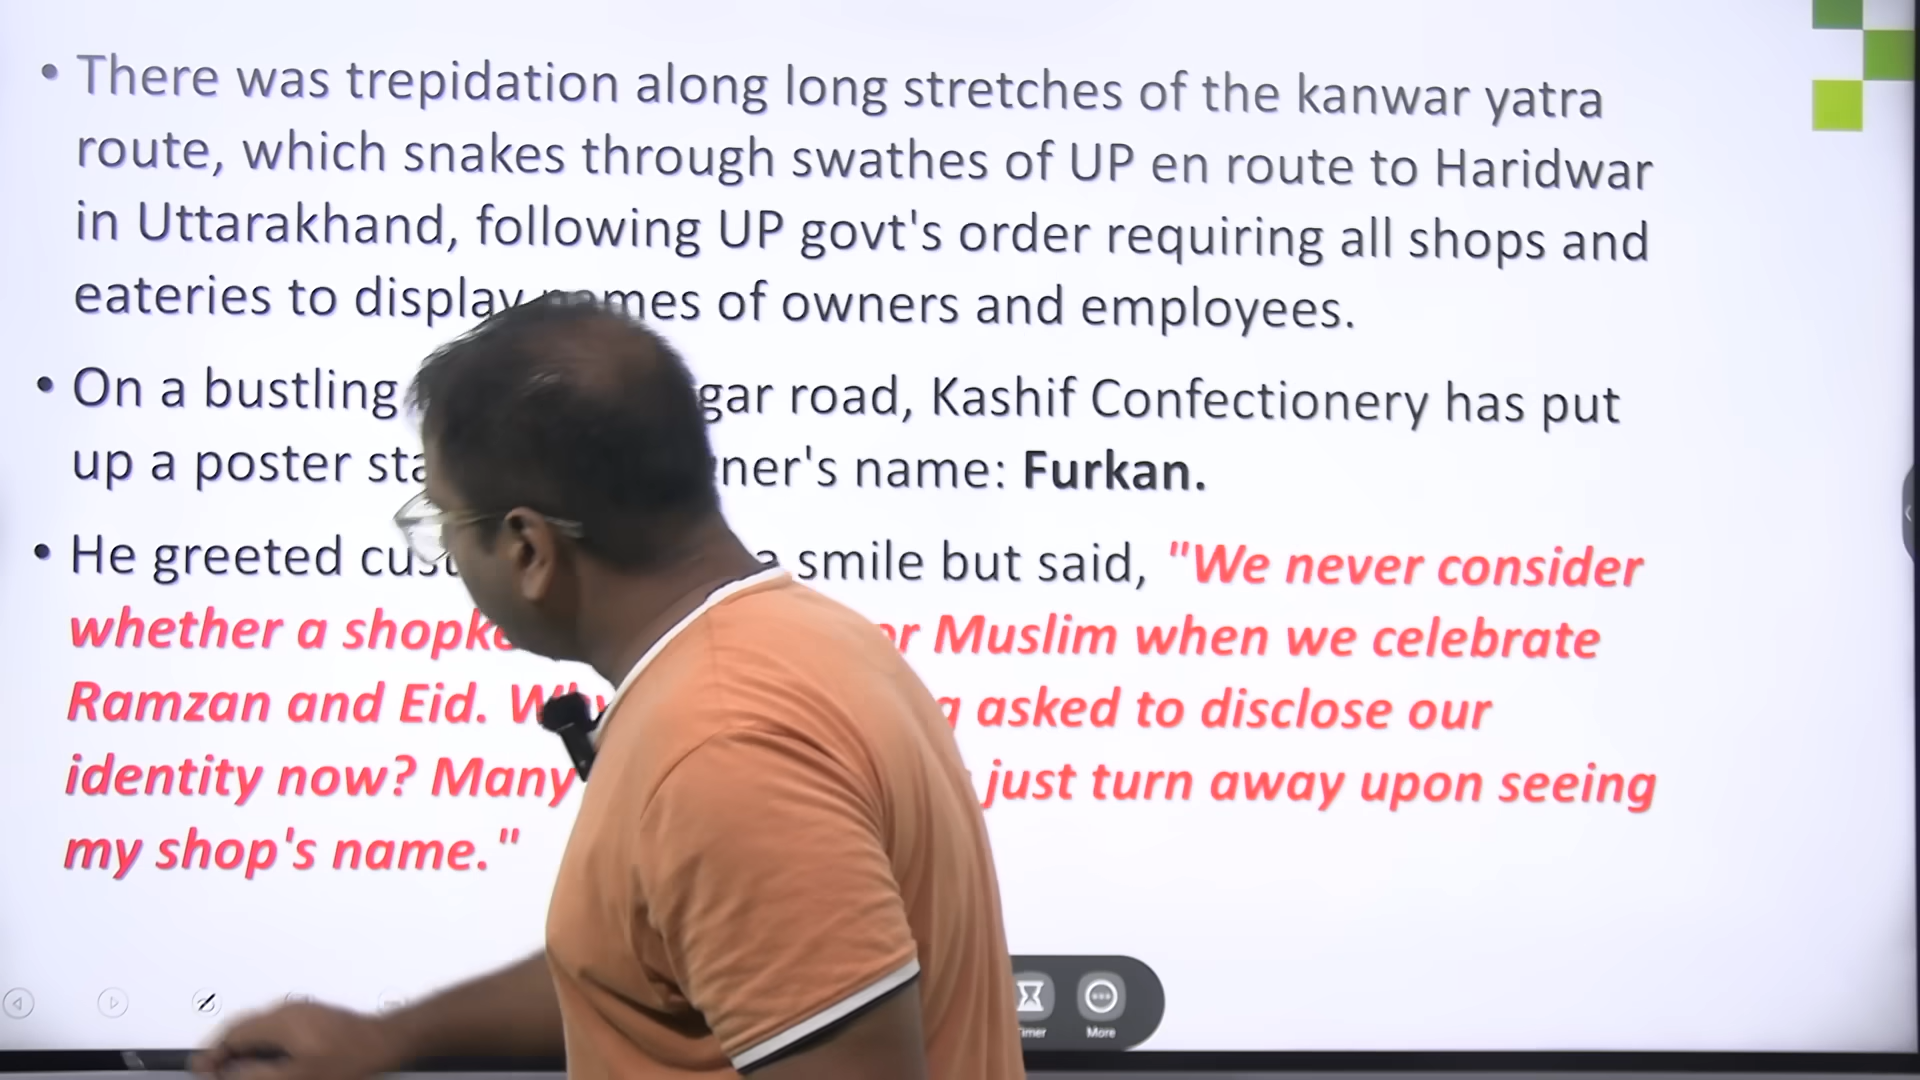 • There was trepidation along long stretches of the kanwar yatra
route, which snakes through swathes of UP en route to Haridwar
in Uttarakhand, following UP govt's order requiring all shops and
eateries to display names of owners and employees.
• On a bustling road, Kashif Confectionery has put
up a poster name: Furkan.
• He greeted a smile but said, "We never consider
whether a or Muslim when we celebrate
Ramzan and Eid. Why asked to disclose our
identity now? Many just turn away upon seeing
my shop's name."
Timer More